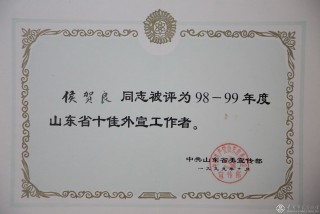 侯贺良 同志被评为98－99年度
山东省十佳外宣工作者。
中共山东省委宣传部